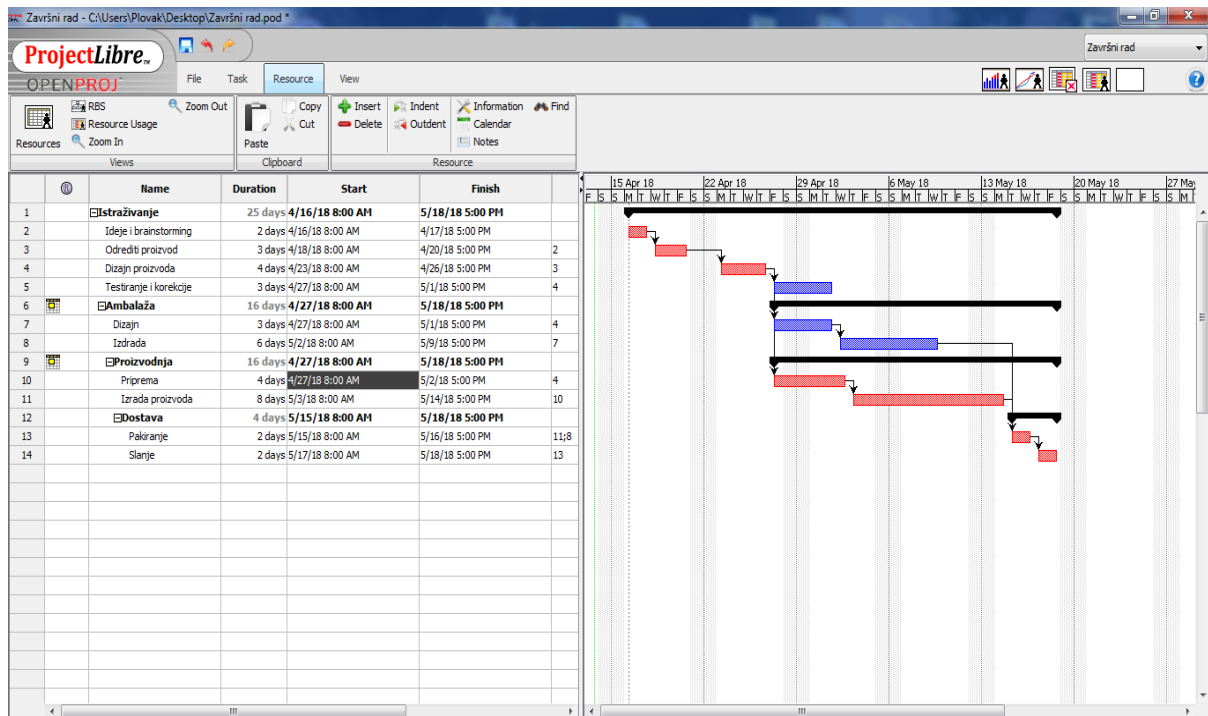 Završni rad - C:\Users\Plovak\Desktop\Završni rad.pod *
ProjectLibre™
OPENPROJ
Završni rad
File Task Resource View
Resources
RBS
Resource Usage
Zoom In
Zoom Out
Views
Paste
Copy
Cut
Clipboard
Insert
Delete
Indent
Outdent
Information
Calendar
Notes
Find
Resource
Name Duration Start Finish
1 Istraživanje 25 days 4/16/18 8:00 AM 5/18/18 5:00 PM
2 Ideje i brainstorming 2 days 4/16/18 8:00 AM 4/17/18 5:00 PM
3 Odrediti proizvod 3 days 4/18/18 8:00 AM 4/20/18 5:00 PM 2
4 Dizajn proizvoda 4 days 4/23/18 8:00 AM 4/26/18 5:00 PM 3
5 Testiranje i korekcije 3 days 4/27/18 8:00 AM 5/1/18 5:00 PM 4
6 Ambalaža 16 days 4/27/18 8:00 AM 5/18/18 5:00 PM
7 Dizajn 3 days 4/27/18 8:00 AM 5/1/18 5:00 PM 4
8 Izdrada 6 days 5/2/18 8:00 AM 5/9/18 5:00 PM 7
9 Proizvodnja 16 days 4/27/18 8:00 AM 5/18/18 5:00 PM
10 Priprema 4 days 4/27/18 8:00 AM 5/2/18 5:00 PM 4
11 Izrada proizvoda 8 days 5/3/18 8:00 AM 5/14/18 5:00 PM 10
12 Dostava 4 days 5/15/18 8:00 AM 5/18/18 5:00 PM
13 Pakiranje 2 days 5/15/18 8:00 AM 5/16/18 5:00 PM 11;8
14 Slanje 2 days 5/17/18 8:00 AM 5/18/18 5:00 PM 13
15 Apr 18 22 Apr 18 29 Apr 18 6 May 18 13 May 18 20 May 18 27 May
F S S M T W T F S S M T W T F S S M T W T F S S M T W T F S S M T W T F S S M T W T F S S M T